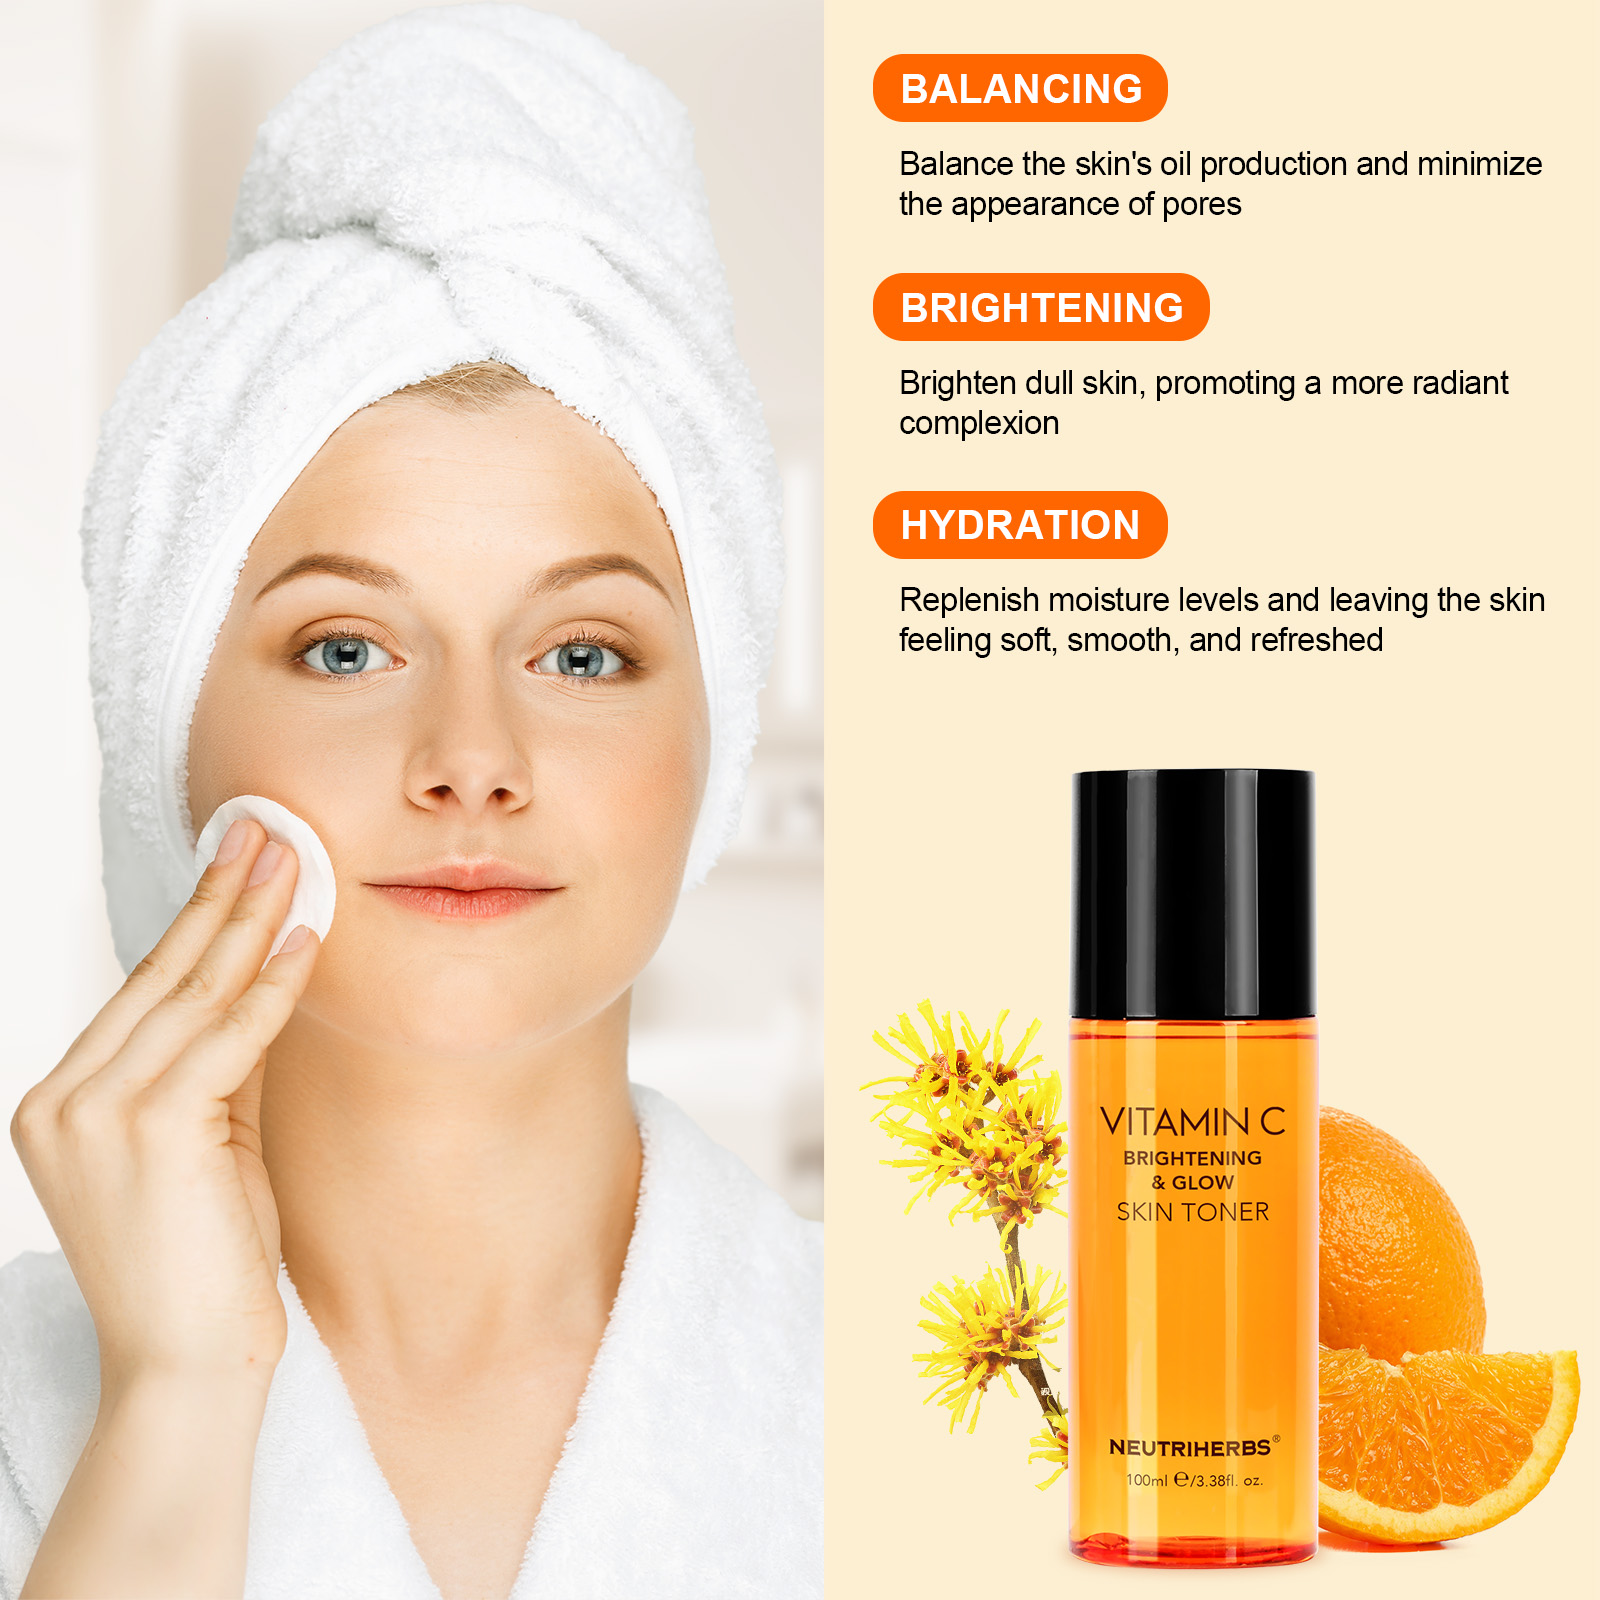 BALANCING
Balance the skin's oil production and minimize
the appearance of pores
BRIGHTENING
Brighten dull skin, promoting a more radiant
complexion
HYDRATION
Replenish moisture levels and leaving the skin
feeling soft, smooth, and refreshed
VITAMIN C
BRIGHTENING
& GLOW
SKIN TONER
NEUTRIHERBS®
100ml ℮/3.38fl. oz.